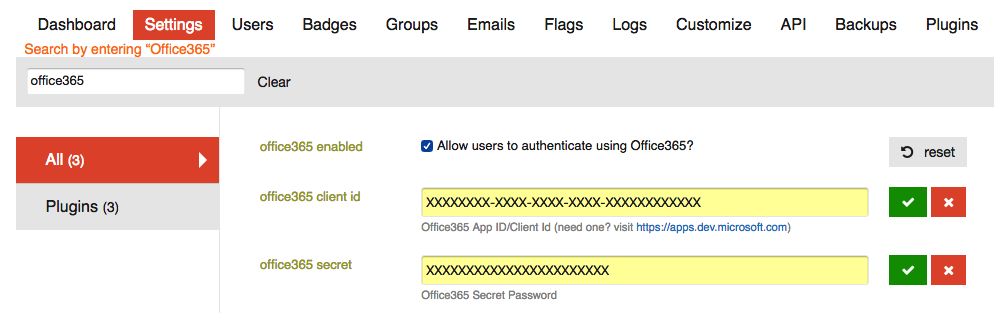 Dashboard Settings Users Badges Groups Emails Flags Logs Customize API Backups Plugins
Search by entering “Office365”
office365 Clear
All (3)
Plugins (3)
office365 enabled Allow users to authenticate using Office365? reset
office365 client id XXXXXXXX-XXXX-XXXX-XXXX-XXXXXXXXXXXX
Office365 App ID/Client Id (need one? visit https://apps.dev.microsoft.com)
office365 secret XXXXXXXXXXXXXXXXXXXXXXX
Office365 Secret Password